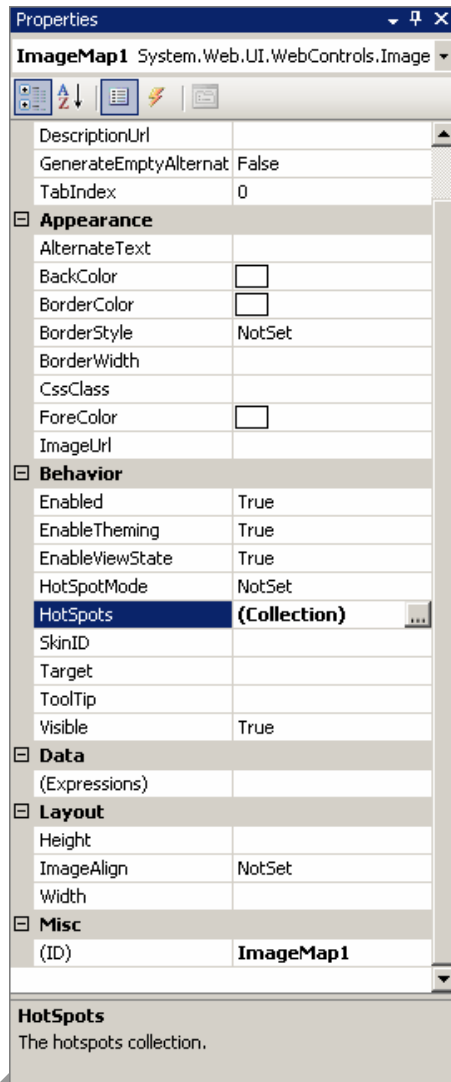 Properties
ImageMap1 System.Web.UI.WebControls.Image
DescriptionUrl
GenerateEmptyAlternat False
TabIndex 0
Appearance
AlternateText
BackColor
BorderColor
BorderStyle NotSet
BorderWidth
CssClass
ForeColor
ImageUrl
Behavior
Enabled True
EnableTheming True
EnableViewState True
HotSpotMode NotSet
HotSpots (Collection) ...
SkinID
Target
ToolTip
Visible True
Data
(Expressions)
Layout
Height
ImageAlign NotSet
Width
Misc
(ID) ImageMap1
HotSpots
The hotspots collection.